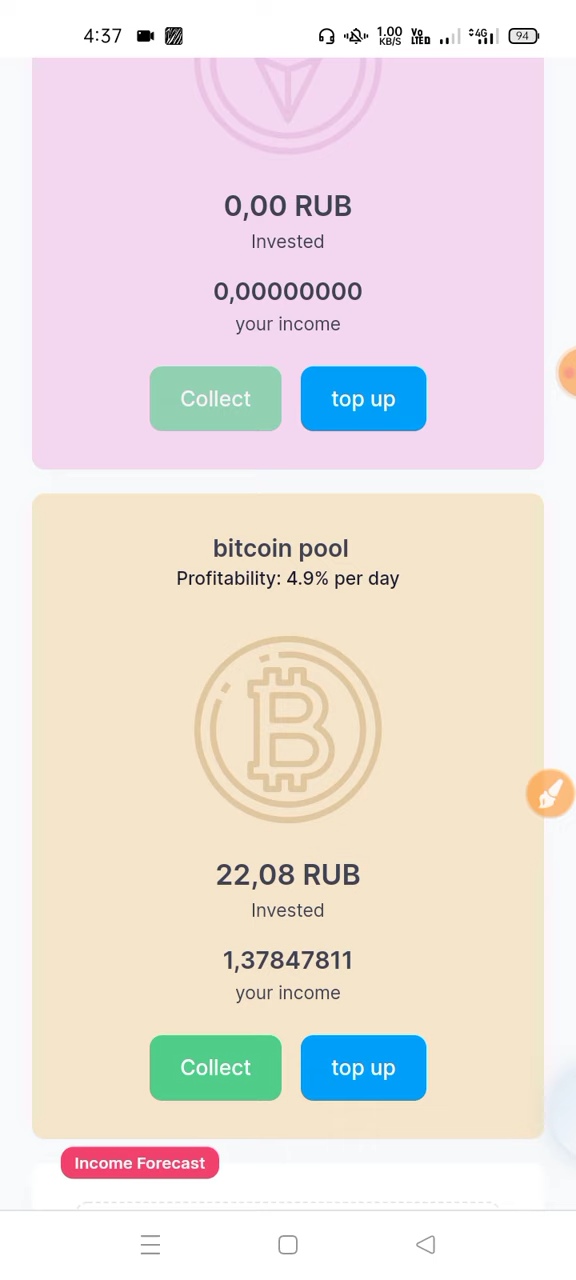 4:37 1.00 KB/S Vo LTED 4G 94
0,00 RUB
Invested
0,00000000
your income
Collect top up
bitcoin pool
Profitability: 4.9% per day
22,08 RUB
Invested
1,37847811
your income
Collect top up
Income Forecast